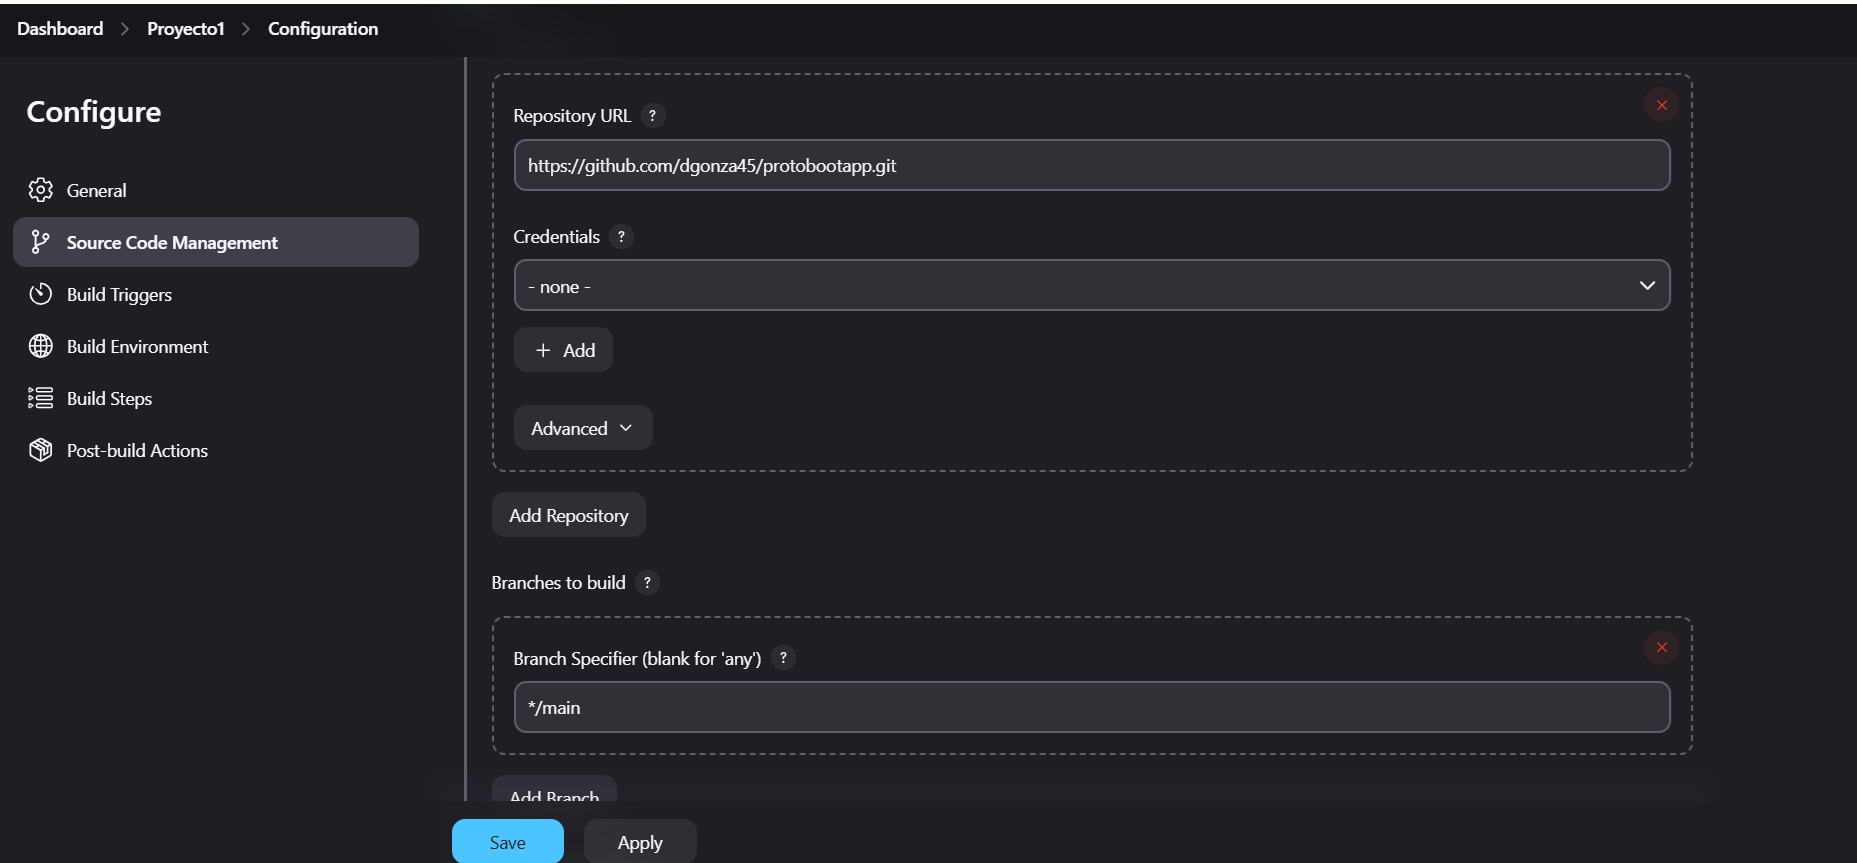 Dashboard > Proyecto1 > Configuration
Configure
General
Source Code Management
Build Triggers
Build Environment
Build Steps
Post-build Actions
Repository URL ?
https://github.com/dgonza45/protobootapp.git
Credentials ?
- none -
+ Add
Advanced
Add Repository
Branches to build ?
Branch Specifier (blank for 'any') ?
*/main
Add Branch
Save
Apply